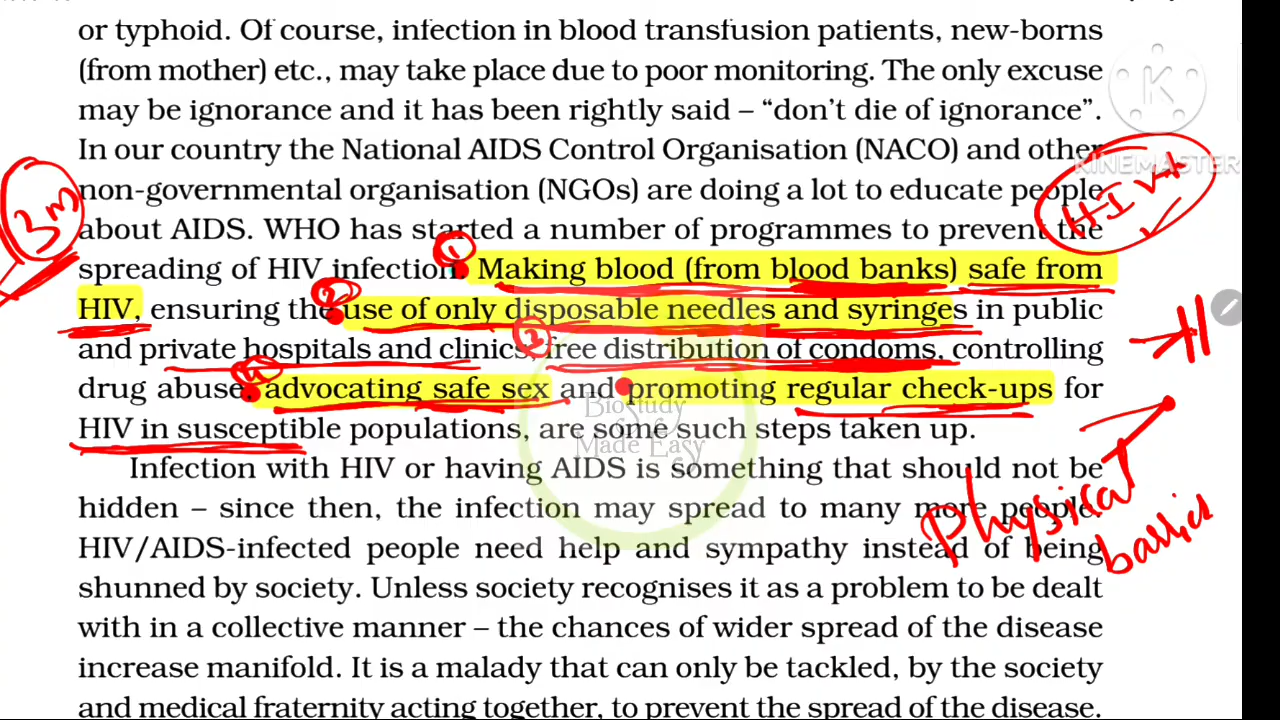 or typhoid. Of course, infection in blood transfusion patients, new-borns
(from mother) etc., may take place due to poor monitoring. The only excuse
may be ignorance and it has been rightly said – “don’t die of ignorance”.
In our country the National AIDS Control Organisation (NACO) and other
KINEMASTER
non-governmental organisation (NGOs) are doing a lot to educate people
3m
about AIDS. WHO has started a number of programmes to prevent the
spreading of HIV infection. Making blood (from blood banks) safe from
HIV, ensuring the use of only disposable needles and syringes in public
and private hospitals and clinics, free distribution of condoms, controlling
drug abuse, advocating safe sex and promoting regular check-ups for
HIV in susceptible populations, are some such steps taken up.
BioStudy
Made Easy
Infection with HIV or having AIDS is something that should not be
hidden – since then, the infection may spread to many more people.
HIV/AIDS-infected people need help and sympathy instead of being
Physical
shunned by society. Unless society recognises it as a problem to be dealt
with in a collective manner – the chances of wider spread of the disease
increase manifold. It is a malady that can only be tackled, by the society
and medical fraternity acting together, to prevent the spread of the disease.